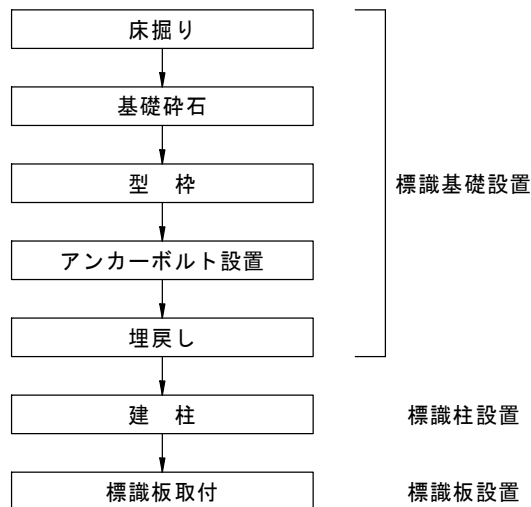 床掘り
基礎砕石
型　枠
標識基礎設置
アンカーボルト設置
埋戻し
建　柱
標識柱設置
標識板取付
標識板設置